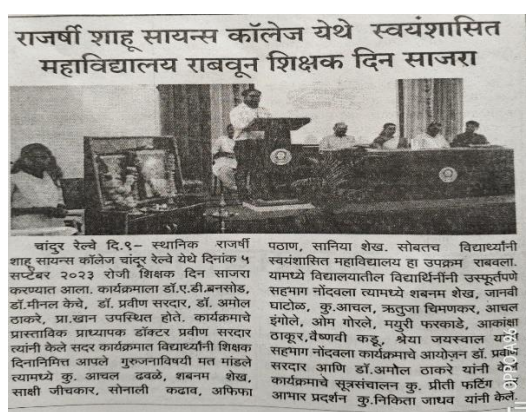 राजर्षी शाहू सायन्स कॉलेज येथे स्वयंशासित
महाविद्यालय राबवून शिक्षक दिन साजरा
चांदुर रेल्वे दि.९– स्थानिक राजर्षी
शाहू सायन्स कॉलेज चांदूर रेल्वे येथे दिनांक ५
सप्टेंबर २०२३ रोजी शिक्षक दिन साजरा
करण्यात आला. कार्यक्रमाला डॉ.ए.डी.बनसोड,
डॉ.मीनल केचे, डॉ. प्रवीण सरदार, डॉ. अमोल
ठाकरे, प्रा.खान उपस्थित होते. कार्यक्रमाचे
प्रास्ताविक प्राध्यापक डॉक्टर प्रवीण सरदार
त्यांनी केले सदर कार्यक्रमात विद्यार्थ्यांनी शिक्षक
दिनानिमित्त आपले गुरुजनाविषयी मत मांडले
त्यामध्ये कु. आचल ढवळे, शबनम शेख,
साक्षी जीचकार, सोनाली कढाव, अफिफा
पठाण, सानिया शेख. सोबतच विद्यार्थ्यांनी
स्वयंशासित महाविद्यालय हा उपक्रम राबवला.
यामध्ये विद्यालयातील विद्यार्थिनींनी उस्फूर्तपणे
सहभाग नोंदवला त्यामध्ये शबनम शेख, जानवी
घाटोळ, कु.आचल, ऋतुजा चिमणकर, आचल
इंगोले, ओम गोरले, मयुरी फरकाडे, आकांक्षा
ठाकूर,वैष्णवी कडू, श्रेया जयस्वाल यांनी
सहभाग नोंदवला कार्यक्रमाचे आयोजन डॉ. प्रवीण
सरदार आणि डॉ.अमोल ठाकरे यांनी केले.
कार्यक्रमाचे सूत्रसंचालन कु. प्रीती फटिंग
आभार प्रदर्शन कु.निकिता जाधव यांनी केले.
OPPO A